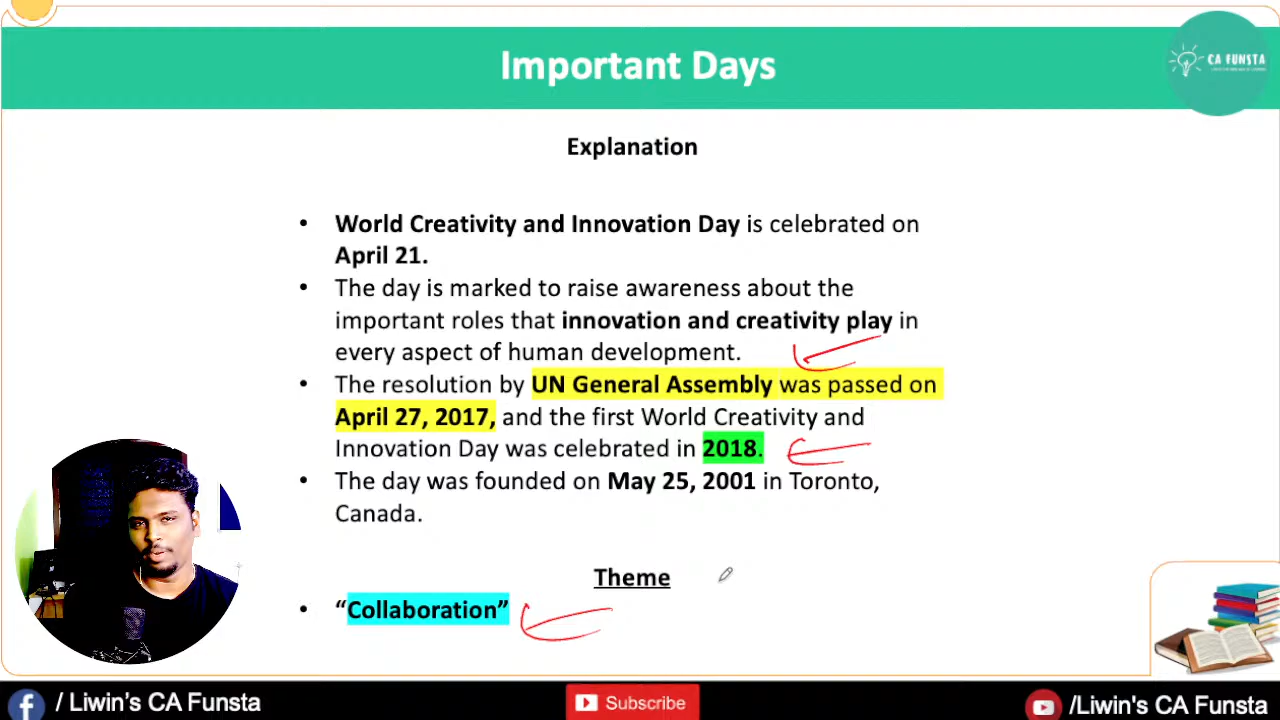 Important Days
CA FUNSTA
Explanation
• World Creativity and Innovation Day is celebrated on
April 21.
• The day is marked to raise awareness about the
important roles that innovation and creativity play in
every aspect of human development.
• The resolution by UN General Assembly was passed on
April 27, 2017, and the first World Creativity and
Innovation Day was celebrated in 2018.
• The day was founded on May 25, 2001 in Toronto,
Canada.
Theme
• “Collaboration”
/ Liwin’s CA Funsta
Subscribe
/Liwin's CA Funsta